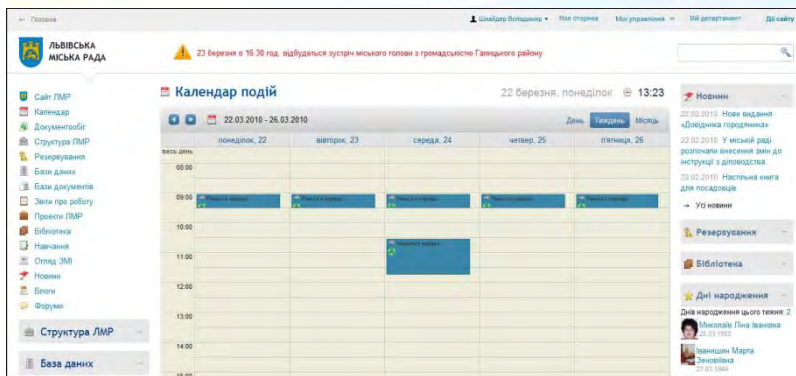 ← Головна
Шнайдер Володимир
Моя сторінка
Мої управління
Мій департамент
Дії сайту
ЛЬВІВСЬКА
МІСЬКА РАДА
23 березня о 16.30 год. відбудеться зустріч міського голови з громадськістю Галицького району
Сайт ЛМР
Календар
Документообіг
Структура ЛМР
Резервування
Бази даних
Бази документів
Звіти про роботу
Проекти ЛМР
Бібліотека
Навчання
Огляд ЗМІ
Новини
Блоги
Форуми
Структура ЛМР
База даних
Календар подій
22 березня, понеділок 13:23
22.03.2010 - 26.03.2010
День Тиждень Місяць
понеділок, 22 вівторок, 23 середа, 24 четвер, 25 п'ятниця, 26
весь день
08:00
09:00
10:00
11:00
12:00
13:00
14:00
15:00
Новини
22.02.2010 Нове видання
«Довідника городянина»
22.02.2010 У міській раді
розпочали внесення змін до
інструкції з діловодства
22.02.2010 Настільна книга
для посадовців
→ Усі новини
Резервування
Бібліотека
Дні народження
Днів народження цього тижня: 2
Миколаїв Ліна Іванівна
Іванишин Марта
Зеновіївна